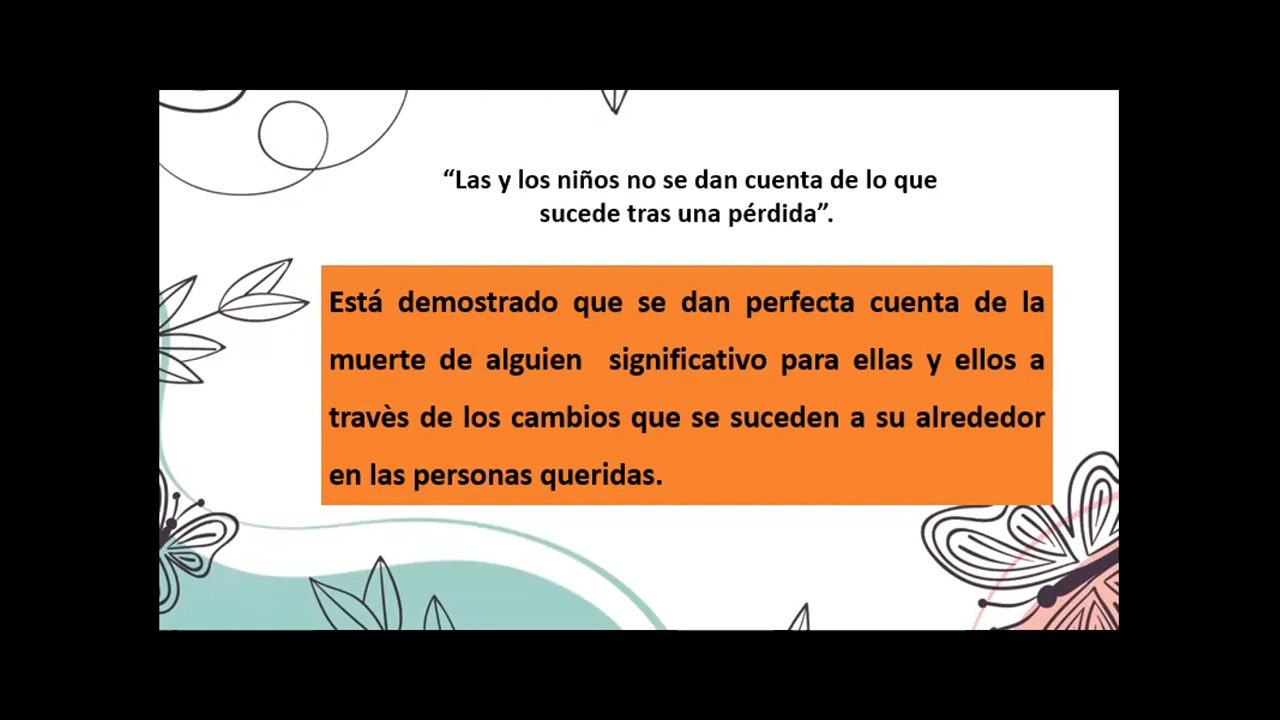 “Las y los niños no se dan cuenta de lo que
sucede tras una pérdida”.
Está demostrado que se dan perfecta cuenta de la
muerte de alguien significativo para ellas y ellos a
travès de los cambios que se suceden a su alrededor
en las personas queridas.